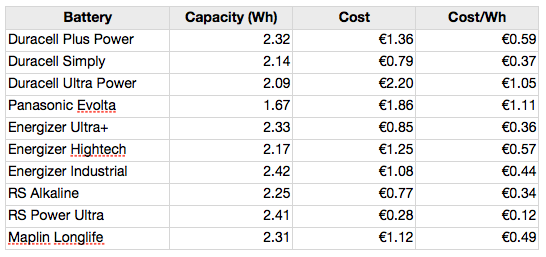 Battery Capacity (Wh) Cost Cost/Wh
Duracell Plus Power 2.32 €1.36 €0.59
Duracell Simply 2.14 €0.79 €0.37
Duracell Ultra Power 2.09 €2.20 €1.05
Panasonic Evolta 1.67 €1.86 €1.11
Energizer Ultra+ 2.33 €0.85 €0.36
Energizer Hightech 2.17 €1.25 €0.57
Energizer Industrial 2.42 €1.08 €0.44
RS Alkaline 2.25 €0.77 €0.34
RS Power Ultra 2.41 €0.28 €0.12
Maplin Longlife 2.31 €1.12 €0.49